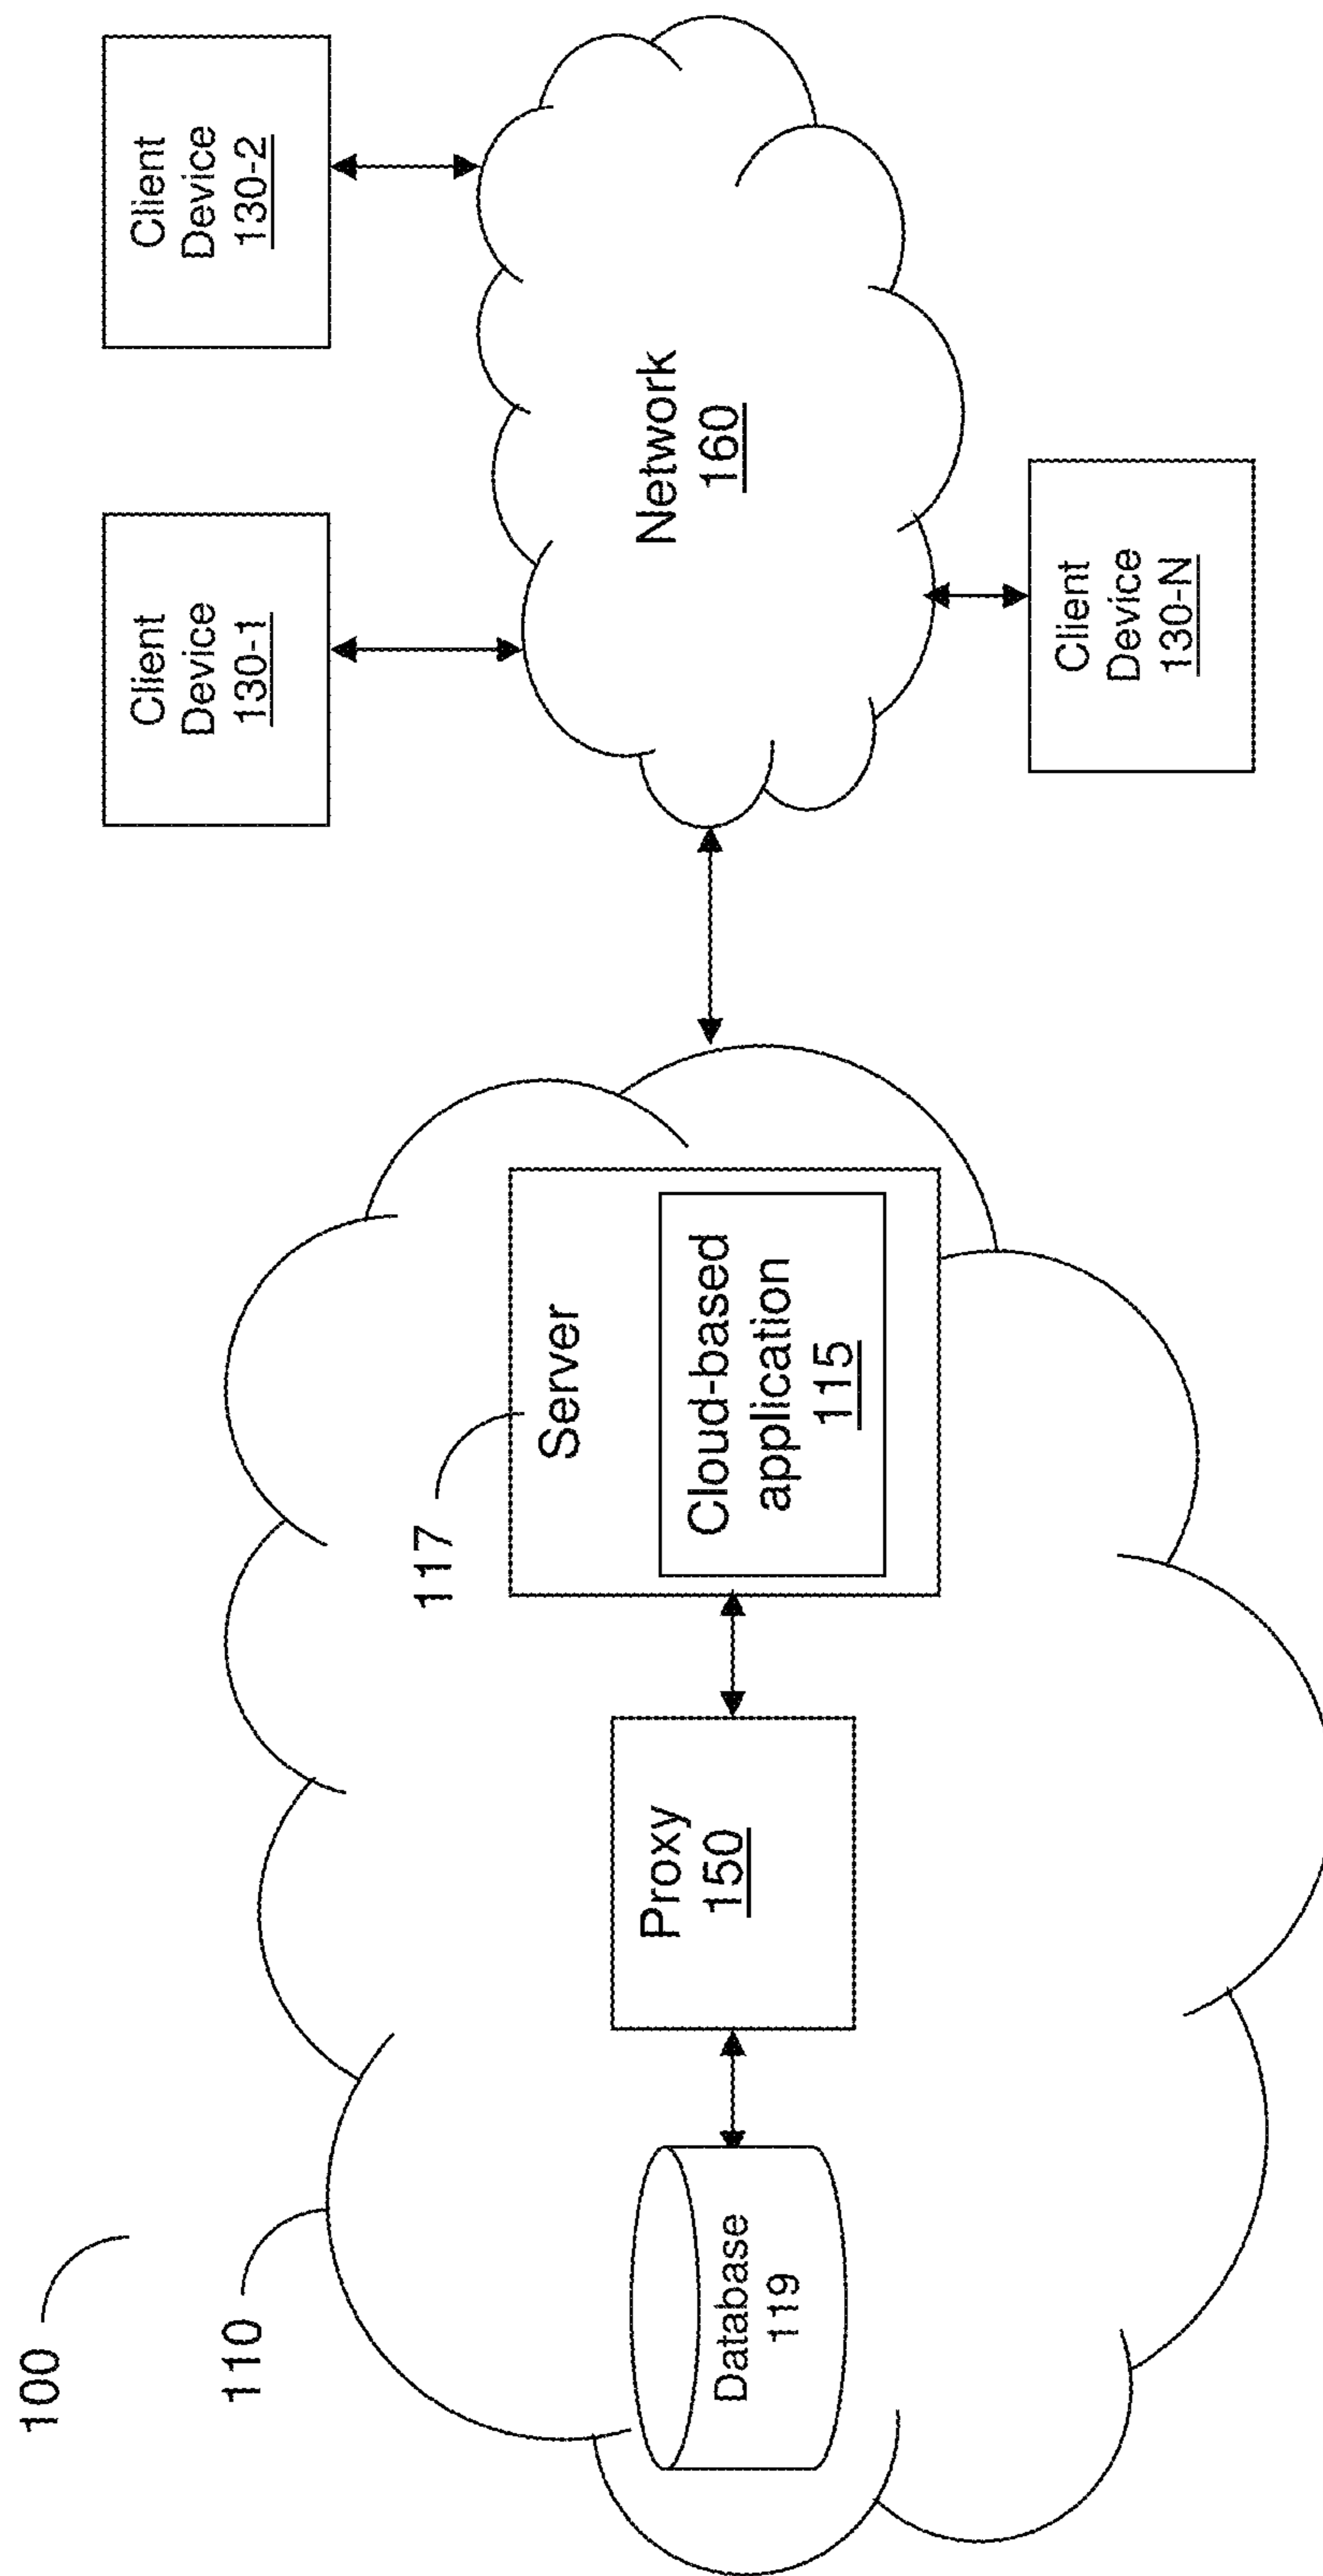 100
110
Database
119
Proxy
150
117
Server
Cloud-based
application
115
Client
Device
130-1
Client
Device
130-2
Network
160
Client
Device
130-N